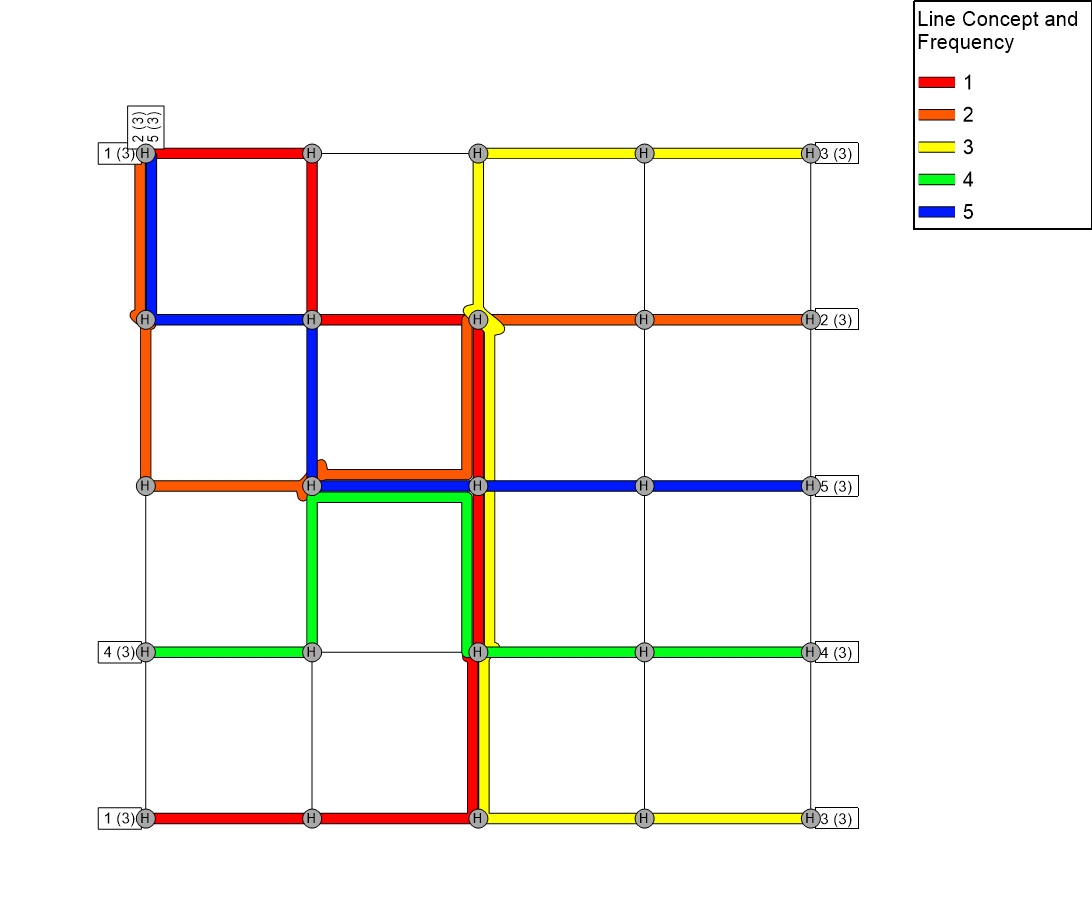 Line Concept and
Frequency
1
2
3
4
5
2 (3)
5 (3)
1 (3) H H H H H 3 (3)
H H H H H 2 (3)
H H H H H 5 (3)
4 (3) H H H H H 4 (3)
1 (3) H H H H H 3 (3)